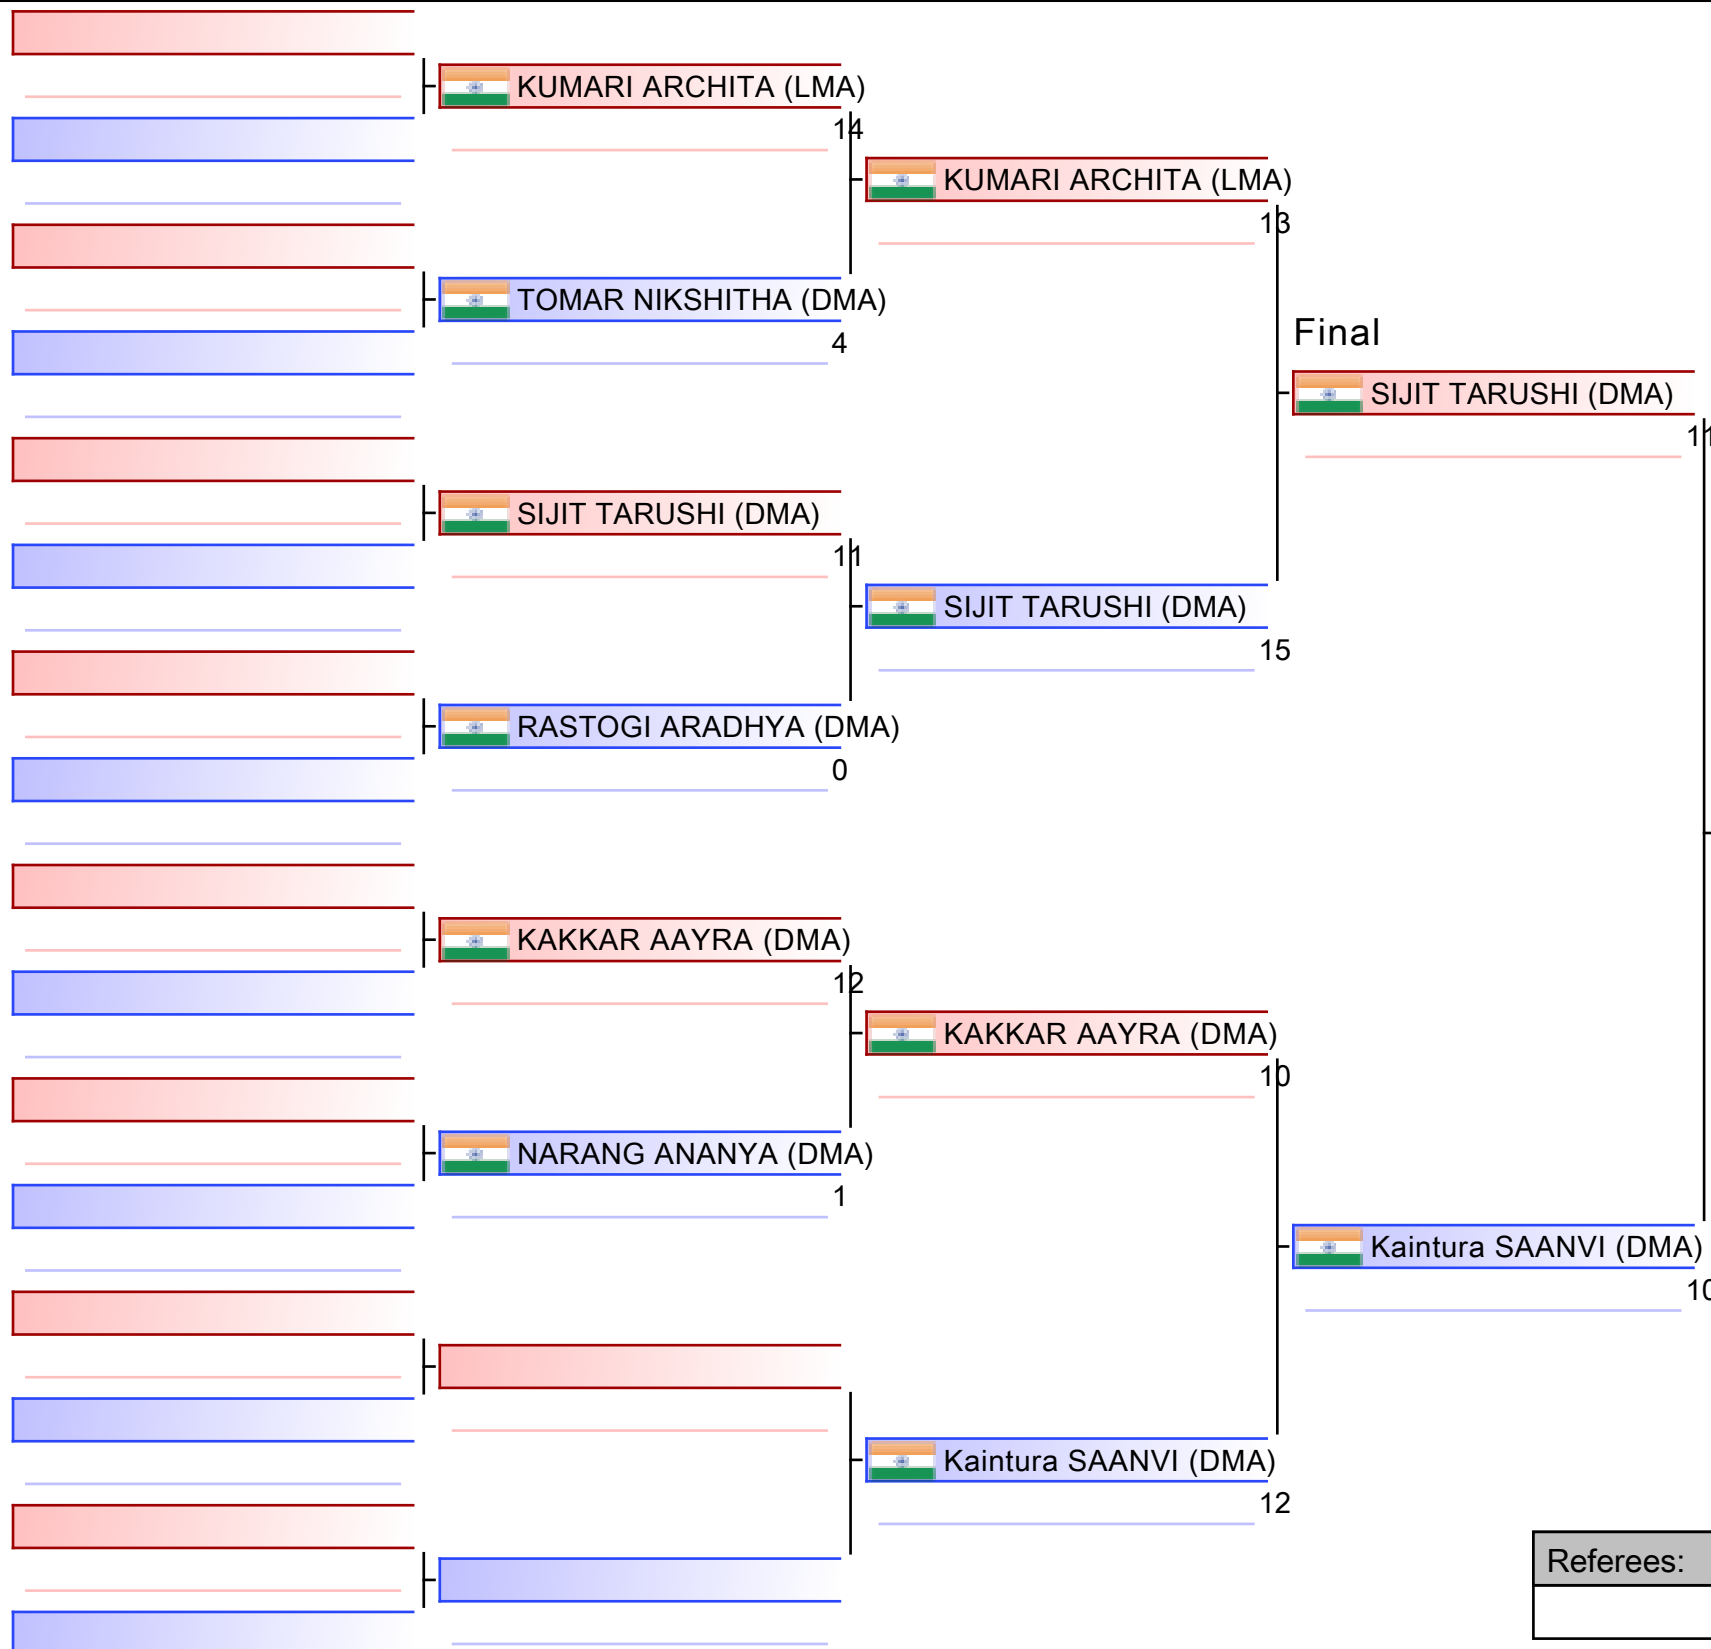 KUMARI ARCHITA (LMA)
14
KUMARI ARCHITA (LMA)
13
TOMAR NIKSHITHA (DMA)
4
Final
SIJIT TARUSHI (DMA)
11
SIJIT TARUSHI (DMA)
11
SIJIT TARUSHI (DMA)
15
RASTOGI ARADHYA (DMA)
0
KAKKAR AAYRA (DMA)
12
KAKKAR AAYRA (DMA)
10
NARANG ANANYA (DMA)
1
Kaintura SAANVI (DMA)
10
Kaintura SAANVI (DMA)
12
Referees: